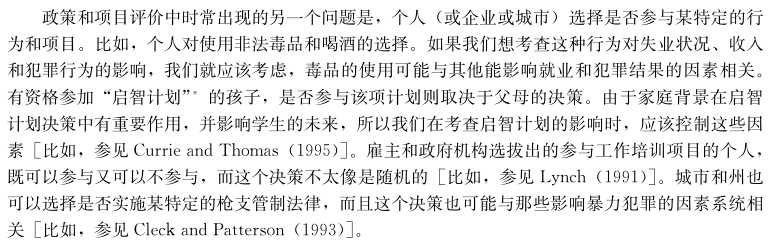 政策和项目评价中时常出现的另一个问题是，个人（或企业或城市）选择是否参与某特定的行
为和项目。比如，个人对使用非法毒品和喝酒的选择。如果我们想考查这种行为对失业状况、收入
和犯罪行为的影响，我们就应该考虑，毒品的使用可能与其他能影响就业和犯罪结果的因素相关。
有资格参加“启智计划”* 的孩子，是否参与该项计划则取决于父母的决策。由于家庭背景在启智
计划决策中有重要作用，并影响学生的未来，所以我们在考查启智计划的影响时，应该控制这些因
素［比如，参见 Currie and Thomas（1995）］。雇主和政府机构选拔出的参与工作培训项目的个人，
既可以参与又可以不参与，而这个决策不太像是随机的［比如，参见 Lynch（1991）］。城市和州也
可以选择是否实施某特定的枪支管制法律，而且这个决策也可能与那些影响暴力犯罪的因素系统相
关［比如，参见 Cleck and Patterson（1993）］。